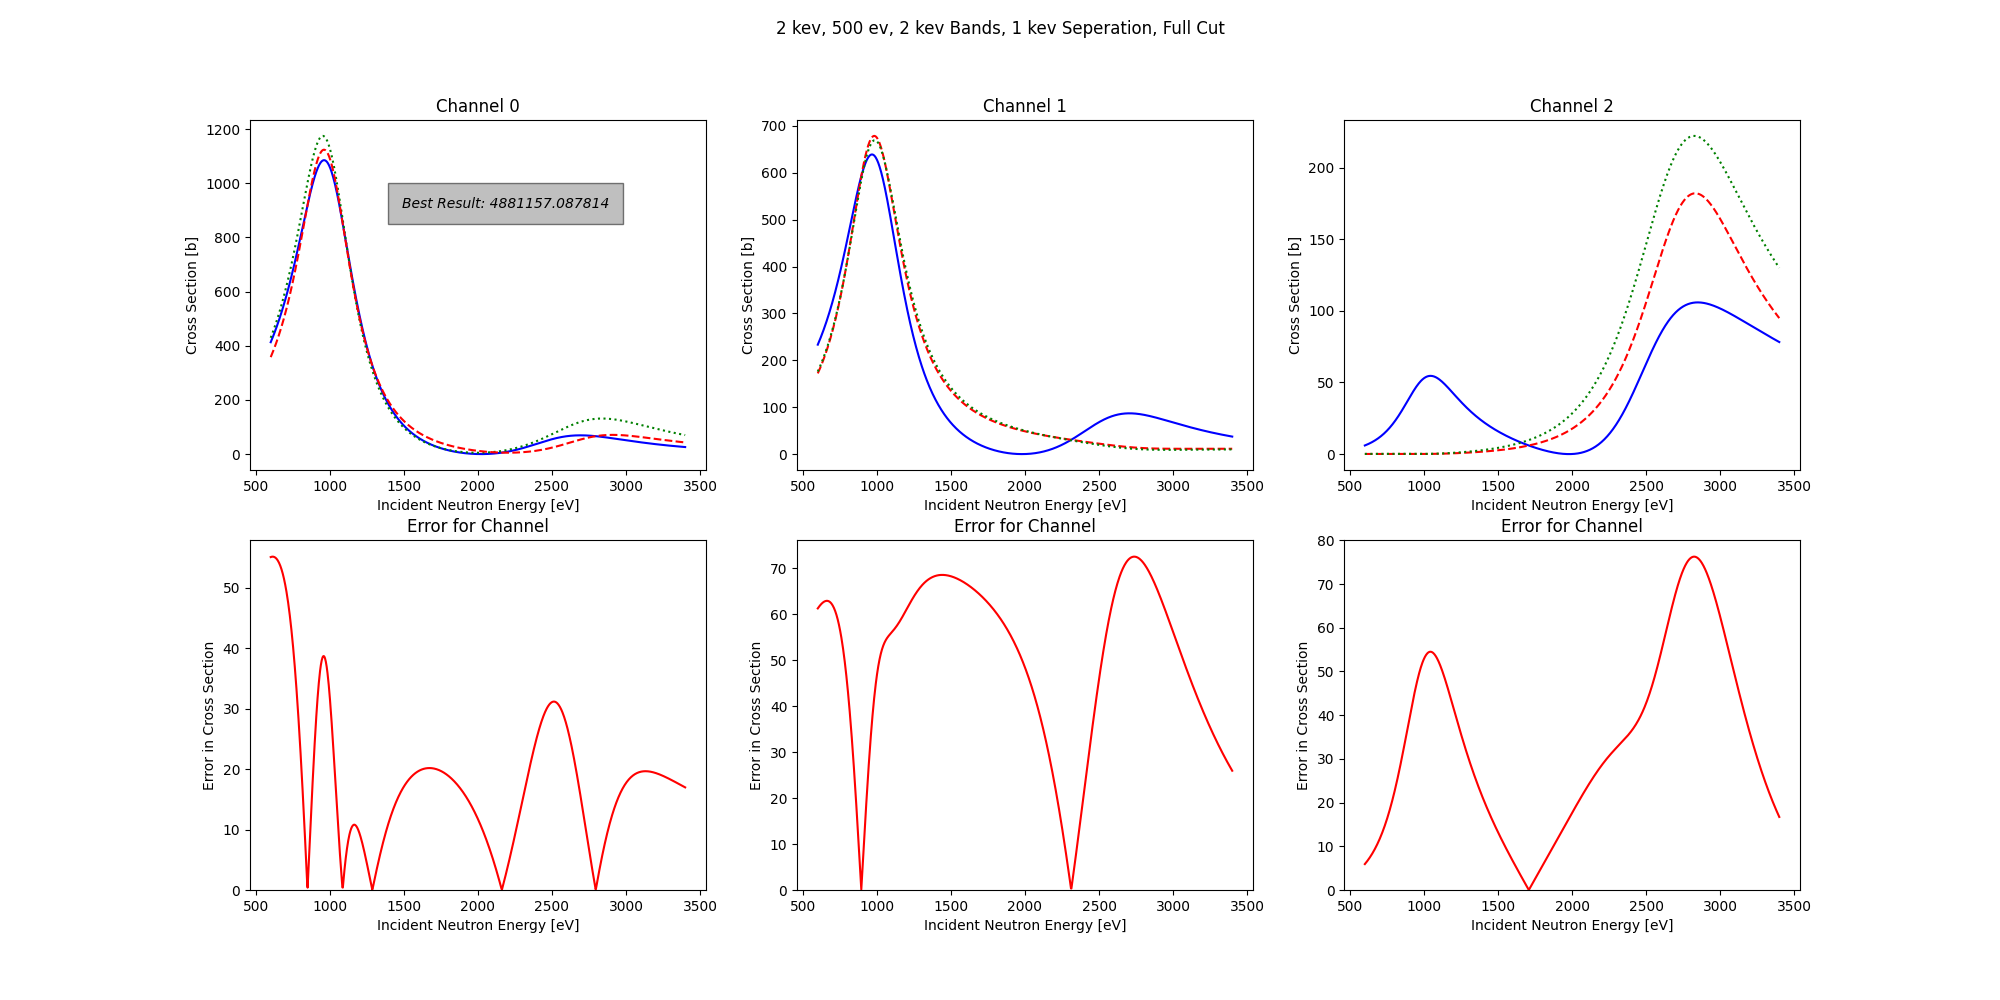 2 kev, 500 ev, 2 kev Bands, 1 kev Seperation, Full Cut
Channel 0
Cross Section [b]
1200
1000
800
600
400
200
0
Best Result: 4881157.087814
500 1000 1500 2000 2500 3000 3500
Incident Neutron Energy [eV]
Channel 1
Cross Section [b]
700
600
500
400
300
200
100
0
500 1000 1500 2000 2500 3000 3500
Incident Neutron Energy [eV]
Channel 2
Cross Section [b]
200
150
100
50
0
500 1000 1500 2000 2500 3000 3500
Incident Neutron Energy [eV]
Error for Channel
Error in Cross Section
50
40
30
20
10
0
500 1000 1500 2000 2500 3000 3500
Incident Neutron Energy [eV]
Error for Channel
Error in Cross Section
70
60
50
40
30
20
10
0
500 1000 1500 2000 2500 3000 3500
Incident Neutron Energy [eV]
Error for Channel
Error in Cross Section
80
70
60
50
40
30
20
10
0
500 1000 1500 2000 2500 3000 3500
Incident Neutron Energy [eV]